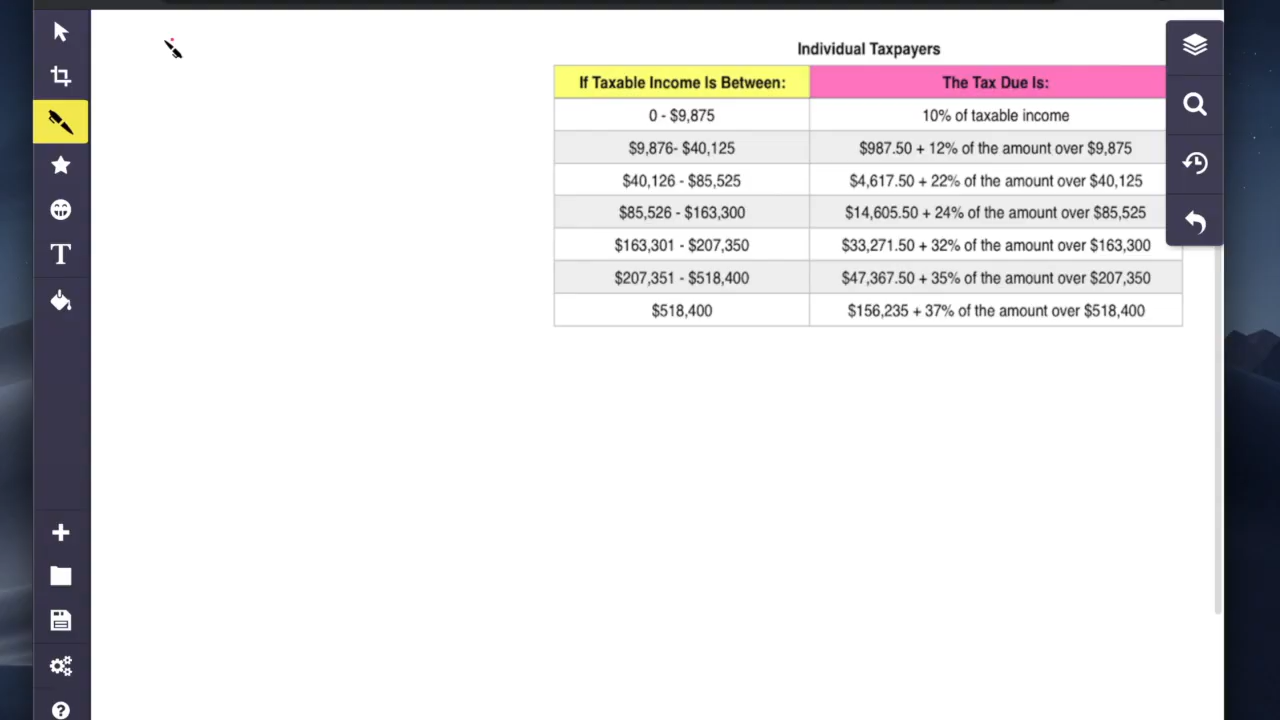 Individual Taxpayers
If Taxable Income Is Between: The Tax Due Is:
0 - $9,875 10% of taxable income
$9,876- $40,125 $987.50 + 12% of the amount over $9,875
$40,126 - $85,525 $4,617.50 + 22% of the amount over $40,125
$85,526 - $163,300 $14,605.50 + 24% of the amount over $85,525
$163,301 - $207,350 $33,271.50 + 32% of the amount over $163,300
$207,351 - $518,400 $47,367.50 + 35% of the amount over $207,350
$518,400 $156,235 + 37% of the amount over $518,400